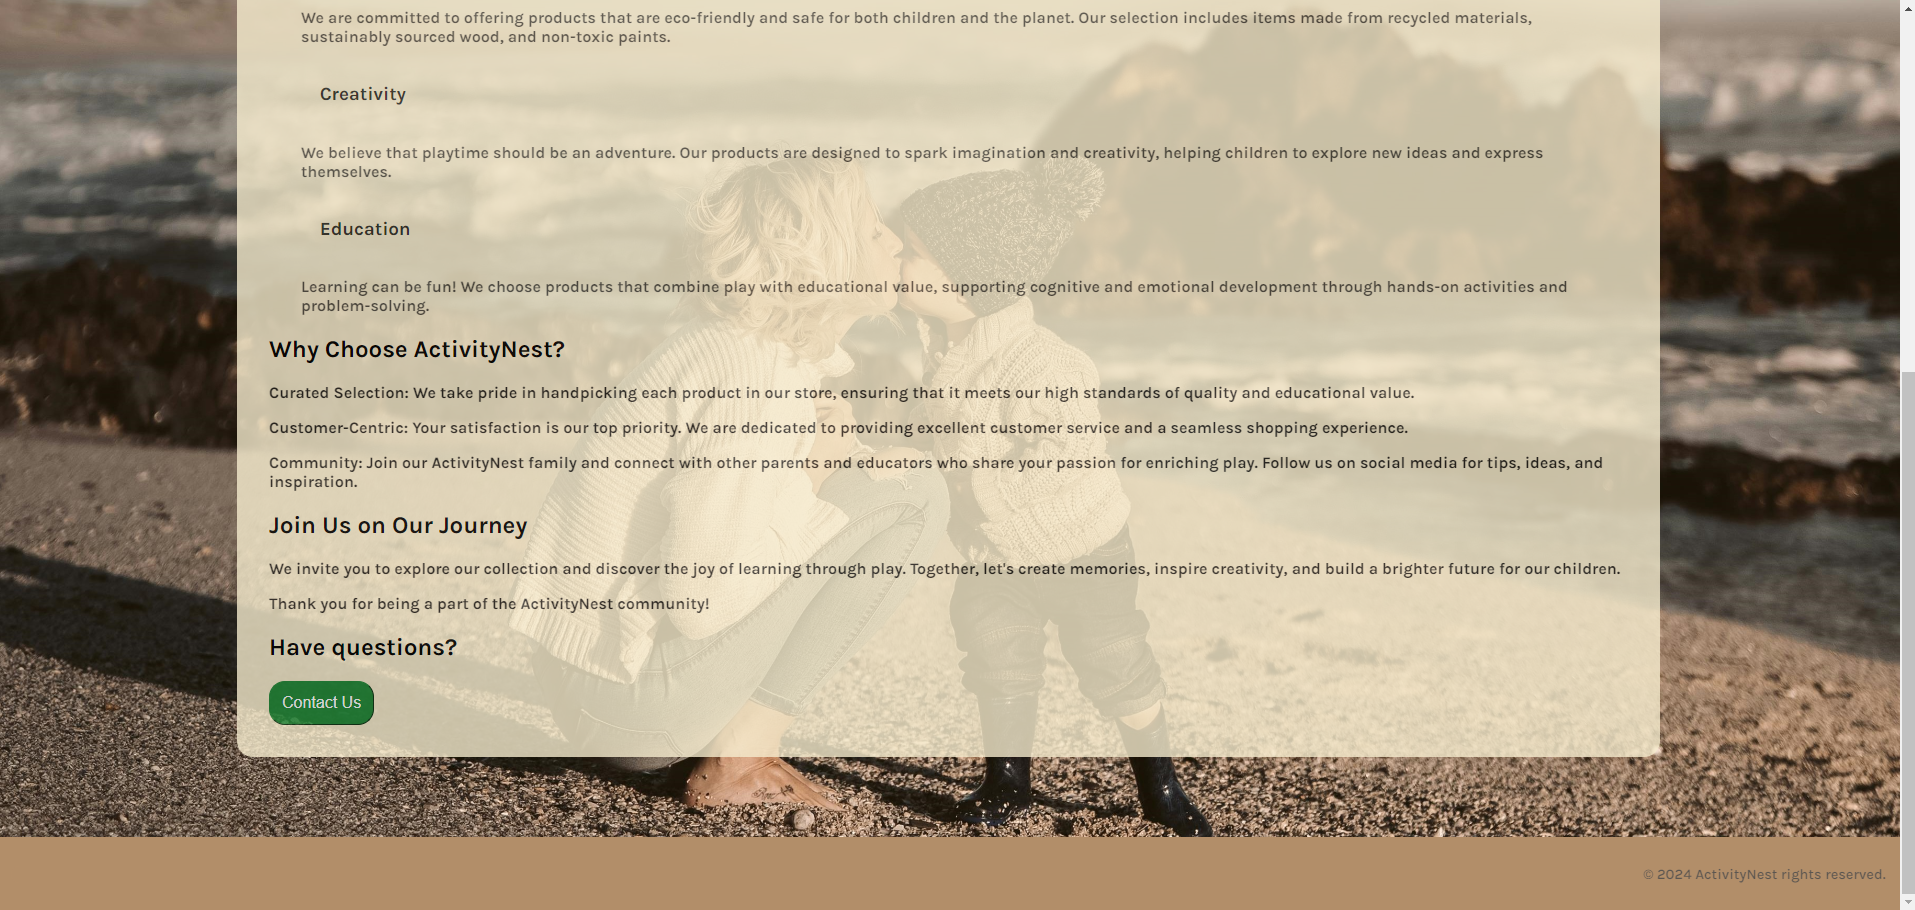 We are committed to offering products that are eco-friendly and safe for both children and the planet. Our selection includes items made from recycled materials,
sustainably sourced wood, and non-toxic paints.
Creativity
We believe that playtime should be an adventure. Our products are designed to spark imagination and creativity, helping children to explore new ideas and express
themselves.
Education
Learning can be fun! We choose products that combine play with educational value, supporting cognitive and emotional development through hands-on activities and
problem-solving.
Why Choose ActivityNest?
Curated Selection: We take pride in handpicking each product in our store, ensuring that it meets our high standards of quality and educational value.
Customer-Centric: Your satisfaction is our top priority. We are dedicated to providing excellent customer service and a seamless shopping experience.
Community: Join our ActivityNest family and connect with other parents and educators who share your passion for enriching play. Follow us on social media for tips, ideas, and
inspiration.
Join Us on Our Journey
We invite you to explore our collection and discover the joy of learning through play. Together, let's create memories, inspire creativity, and build a brighter future for our children.
Thank you for being a part of the ActivityNest community!
Have questions?
Contact Us
© 2024 ActivityNest rights reserved.